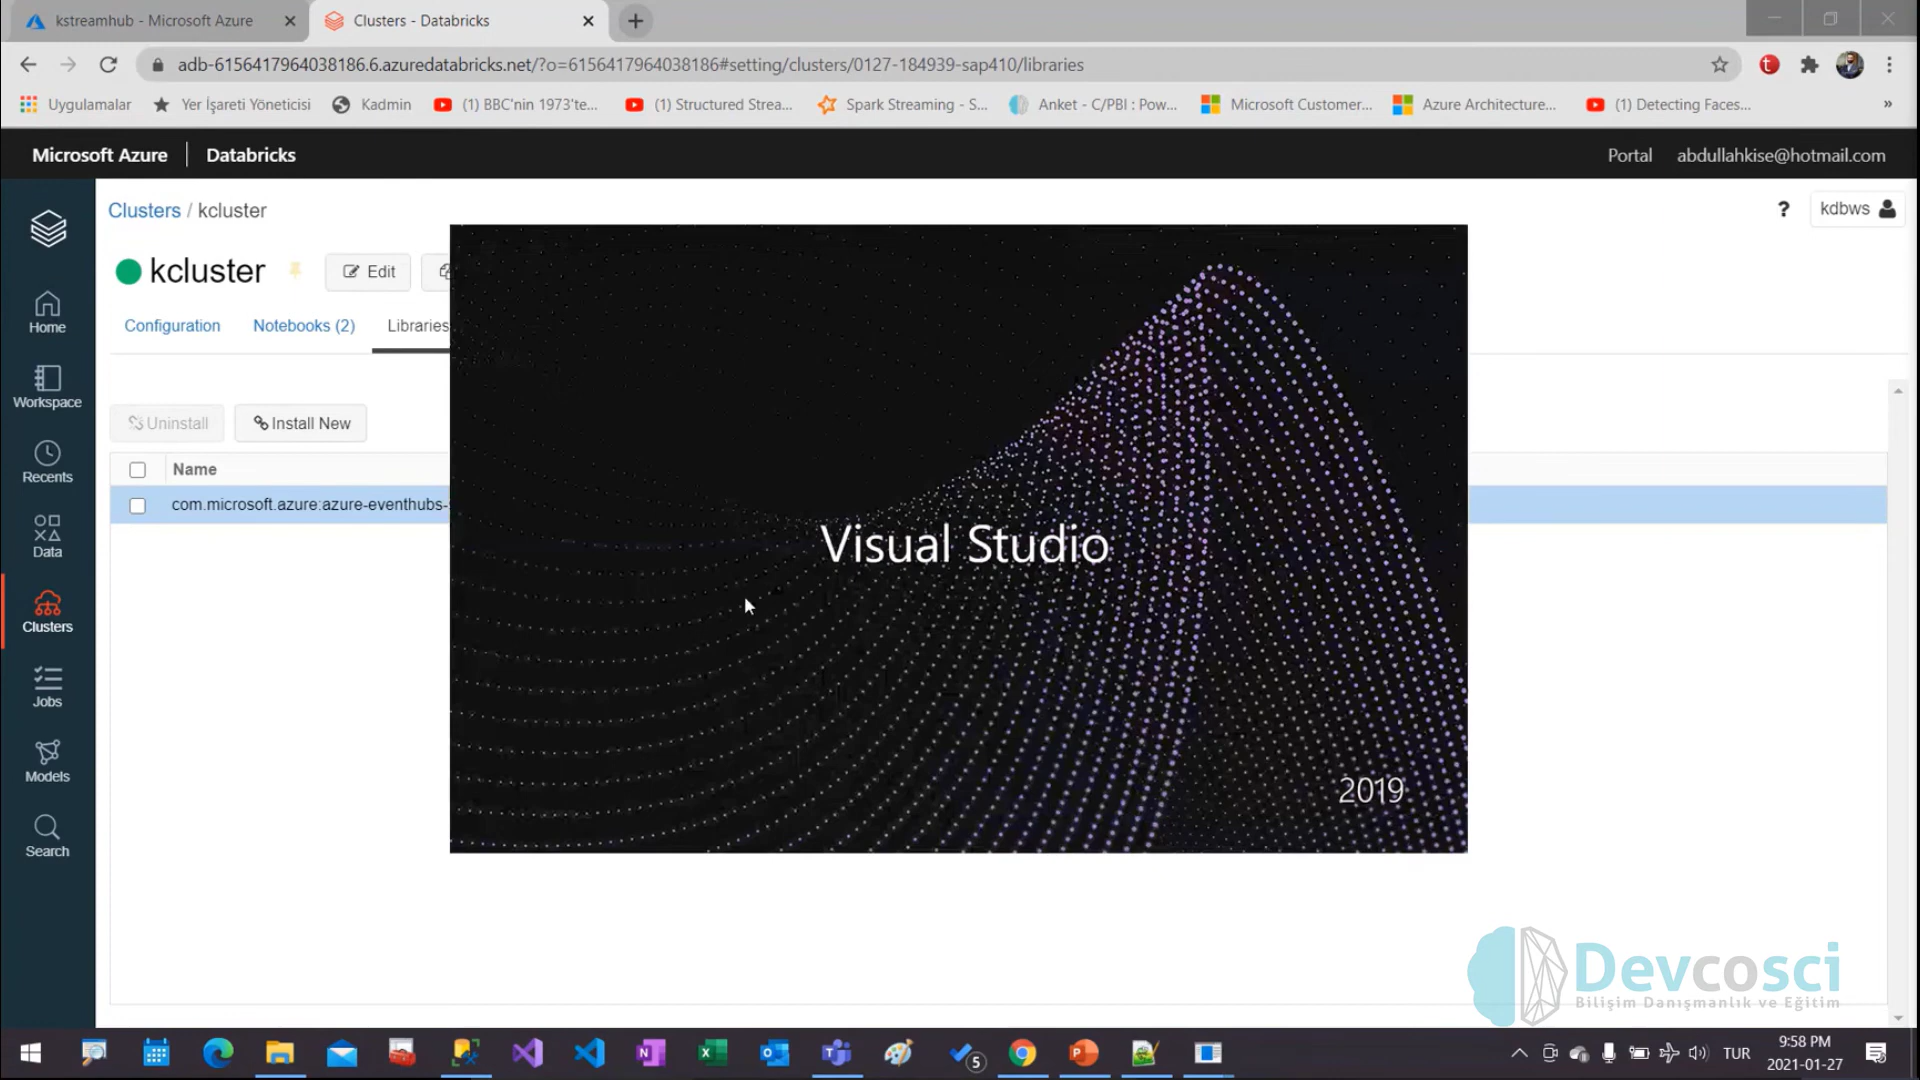 kstreamhub - Microsoft Azure
Clusters - Databricks
adb-6156417964038186.6.azuredatabricks.net/?o=6156417964038186#setting/clusters/0127-184939-sap410/libraries
Uygulamalar
Yer İşareti Yöneticisi
Kadmin
(1) BBC'nin 1973'te...
(1) Structured Strea...
Spark Streaming - S...
Anket - C/PBI : Pow...
Microsoft Customer...
Azure Architecture...
(1) Detecting Faces...
»
Microsoft Azure
Databricks
Portal
abdullahkise@hotmail.com
Clusters / kcluster
?
kdbws
kcluster
Edit
Configuration
Notebooks (2)
Libraries
Uninstall
Install New
Name
com.microsoft.azure:azure-eventhubs-
Home
Workspace
Recents
Data
Clusters
Jobs
Models
Search
Visual Studio
2019
Devcosci
Bilişim Danışmanlık ve Eğitim
5
TUR
9:58 PM
2021-01-27